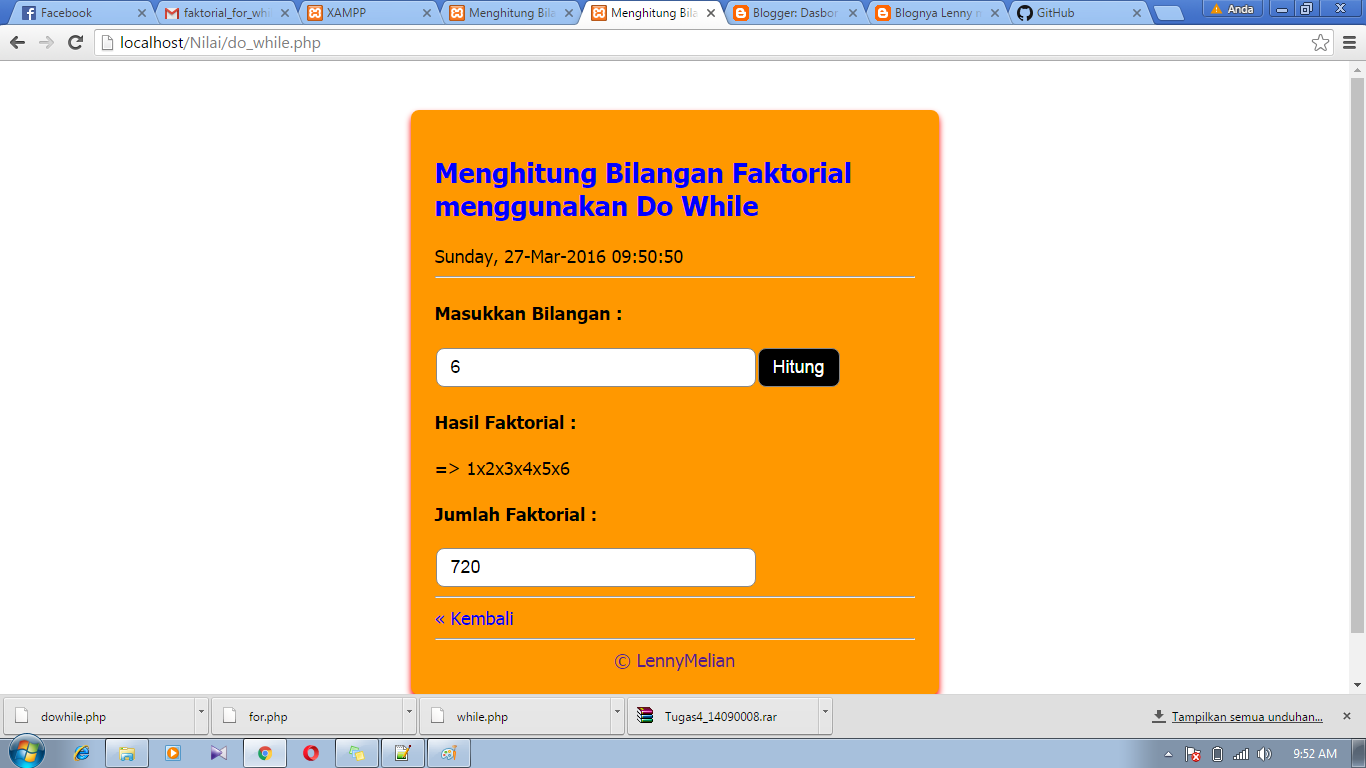 Facebook
faktorial_for_whi
XAMPP
Menghitung Bila
Menghitung Bila
Blogger: Dasbor
Blognya Lenny m
GitHub
Anda
localhost/Nilai/do_while.php
Menghitung Bilangan Faktorial
menggunakan Do While
Sunday, 27-Mar-2016 09:50:50
Masukkan Bilangan :
6
Hitung
Hasil Faktorial :
=> 1x2x3x4x5x6
Jumlah Faktorial :
720
« Kembali
© LennyMelian
dowhile.php
for.php
while.php
Tugas4_14090008.rar
Tampilkan semua unduhan...
9:52 AM